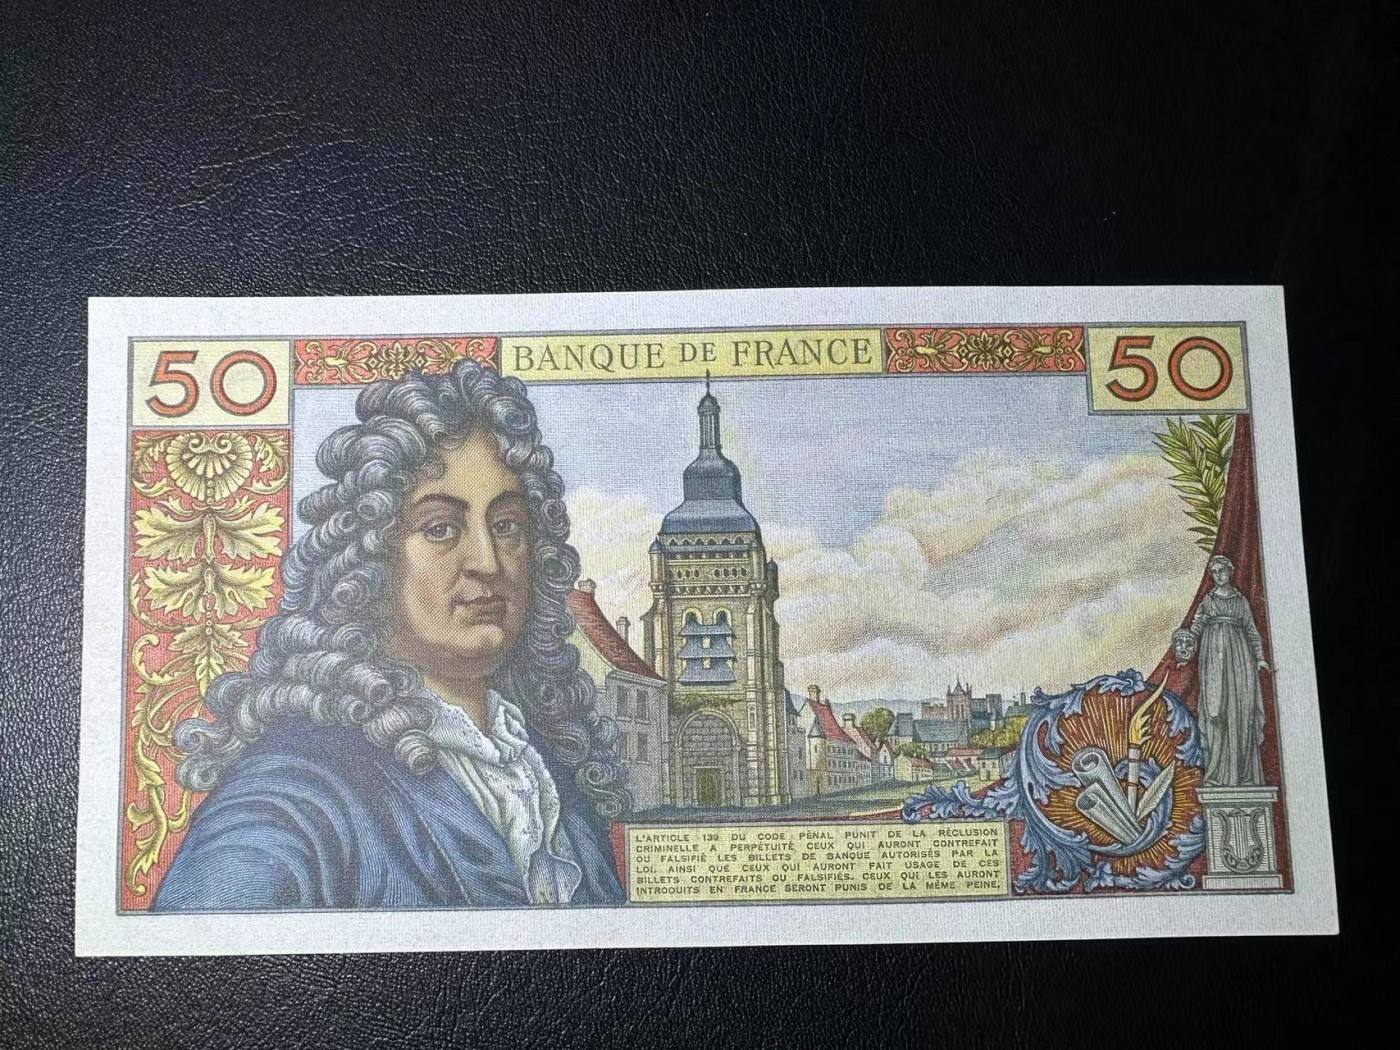 50
BANQUE DE FRANCE
50
L'ARTICLE 139 DU CODE PÉNAL PUNIT DE LA RÉCLUSION
CRIMINELLE A PERPÉTUITÉ CEUX QUI AURONT CONTREFAIT
OU FALSIFIÉ LES BILLETS DE BANQUE AUTORISÉS PAR LA
LOI, AINSI QUE CEUX QUI AURONT FAIT USAGE DE CES
BILLETS CONTREFAITS OU FALSIFIÉS. CEUX QUI LES AURONT
INTRODUITS EN FRANCE SERONT PUNIS DE LA MÊME PEINE.